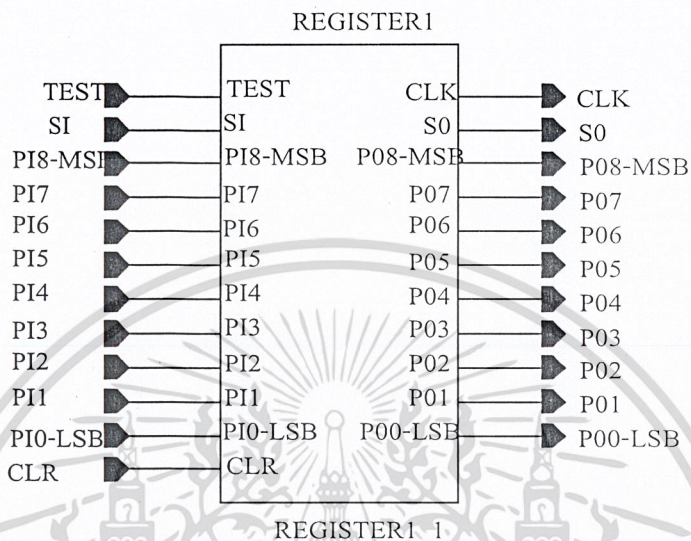 REGISTER1
TEST TEST CLK CLK
SI SI S0 S0
PI8-MSB PI8-MSB P08-MSB P08-MSB
PI7 PI7 P07 P07
PI6 PI6 P06 P06
PI5 PI5 P05 P05
PI4 PI4 P04 P04
PI3 PI3 P03 P03
PI2 PI2 P02 P02
PI1 PI1 P01 P01
PI0-LSB PI0-LSB P00-LSB P00-LSB
CLR CLR
REGISTER1_1